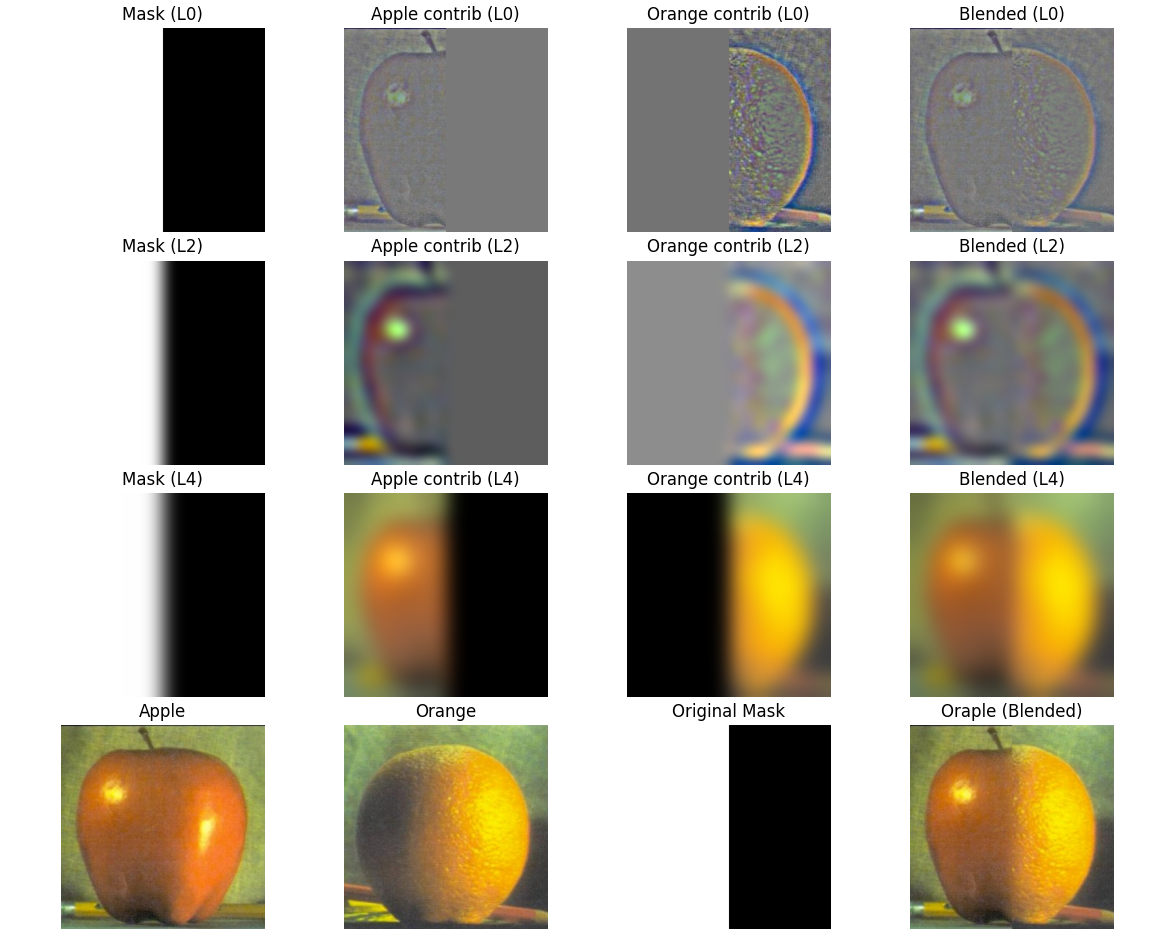 Mask (L0)
Apple contrib (L0)
Orange contrib (L0)
Blended (L0)
Mask (L2)
Apple contrib (L2)
Orange contrib (L2)
Blended (L2)
Mask (L4)
Apple contrib (L4)
Orange contrib (L4)
Blended (L4)
Apple
Orange
Original Mask
Oraple (Blended)